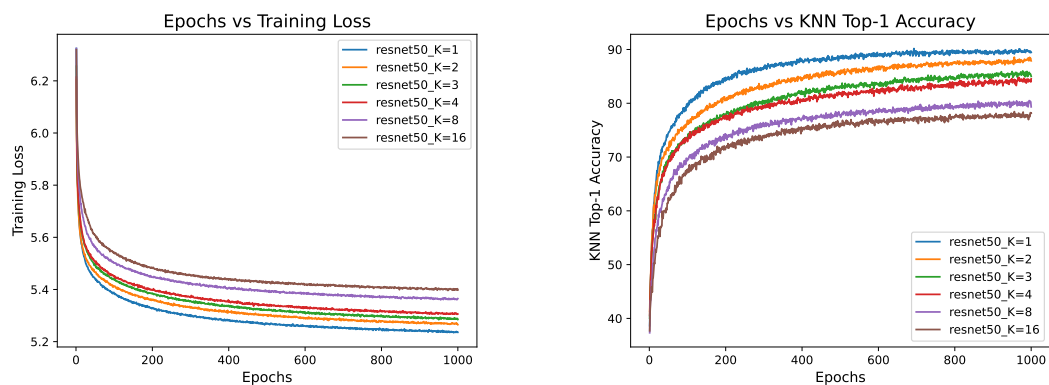 Epochs vs Training Loss
Training Loss
6.2
6.0
5.8
5.6
5.4
5.2
resnet50_K=1
resnet50_K=2
resnet50_K=3
resnet50_K=4
resnet50_K=8
resnet50_K=16
0 200 400 600 800 1000
Epochs
Epochs vs KNN Top-1 Accuracy
KNN Top-1 Accuracy
90
80
70
60
50
40
resnet50_K=1
resnet50_K=2
resnet50_K=3
resnet50_K=4
resnet50_K=8
resnet50_K=16
0 200 400 600 800 1000
Epochs